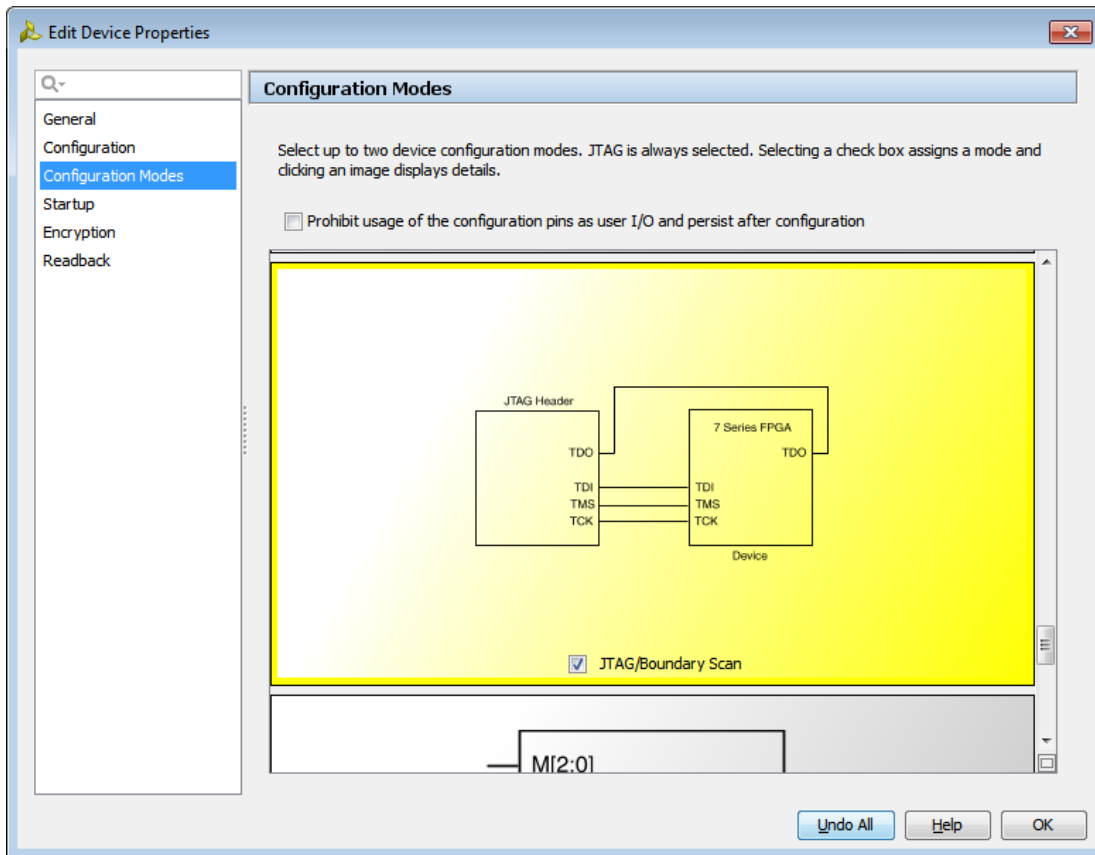 Edit Device Properties
General
Configuration
Configuration Modes
Startup
Encryption
Readback
Configuration Modes
Select up to two device configuration modes. JTAG is always selected. Selecting a check box assigns a mode and
clicking an image displays details.
Prohibit usage of the configuration pins as user I/O and persist after configuration
JTAG Header
TDO
TDI
TMS
TCK
7 Series FPGA
TDO
TDI
TMS
TCK
Device
JTAG/Boundary Scan
M[2:0]
Undo All
Help
OK